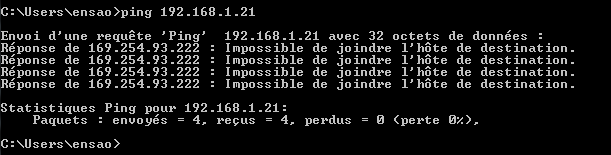 C:\Users\ensao>ping 192.168.1.21
Envoi d'une requête 'Ping'  192.168.1.21 avec 32 octets de données :
Réponse de 169.254.93.222 : Impossible de joindre l'hôte de destination.
Réponse de 169.254.93.222 : Impossible de joindre l'hôte de destination.
Réponse de 169.254.93.222 : Impossible de joindre l'hôte de destination.
Réponse de 169.254.93.222 : Impossible de joindre l'hôte de destination.
Statistiques Ping pour 192.168.1.21:
    Paquets : envoyés = 4, reçus = 4, perdus = 0 (perte 0%),
C:\Users\ensao>